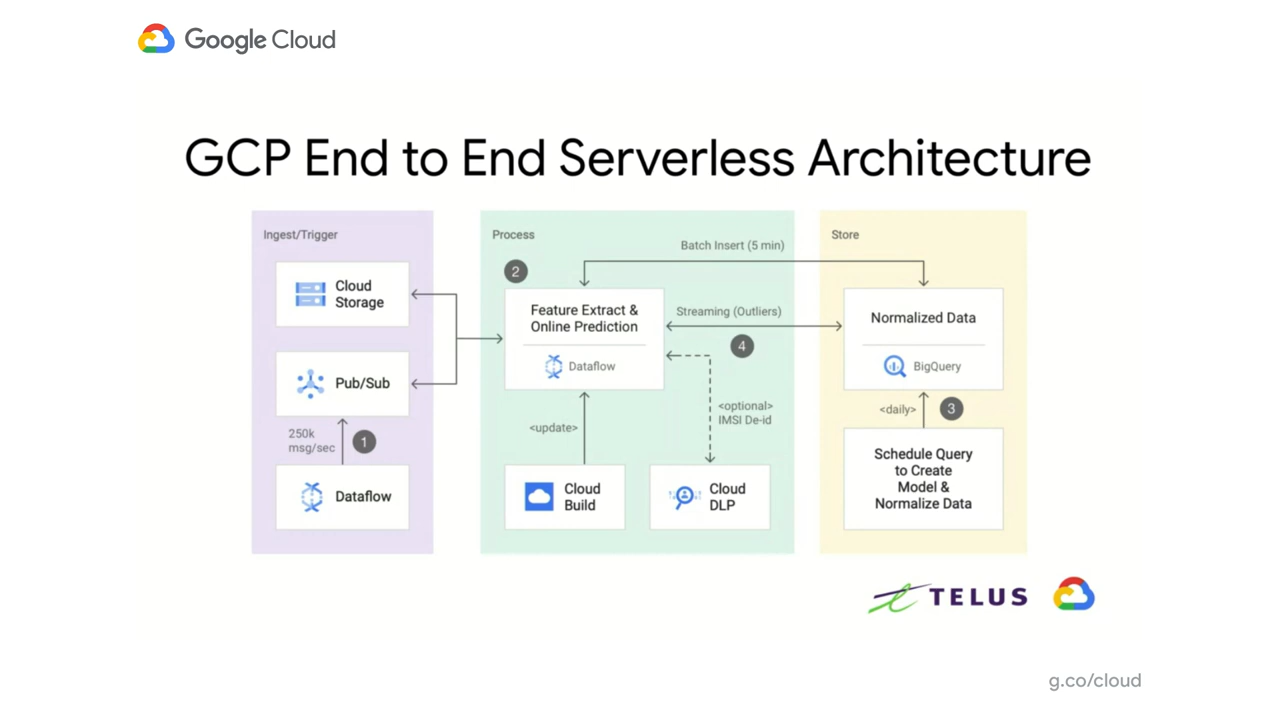 Google Cloud
GCP End to End Serverless Architecture
Ingest/Trigger
Cloud
Storage
Pub/Sub
250k
msg/sec
1
Dataflow
Process
2
Batch Insert (5 min)
Feature Extract &
Online Prediction
Dataflow
Streaming (Outliers)
4
<update>
<optional>
IMSI De-id
Cloud
Build
Cloud
DLP
Store
Normalized Data
BigQuery
<daily>
3
Schedule Query
to Create
Model &
Normalize Data
TELUS
g.co/cloud